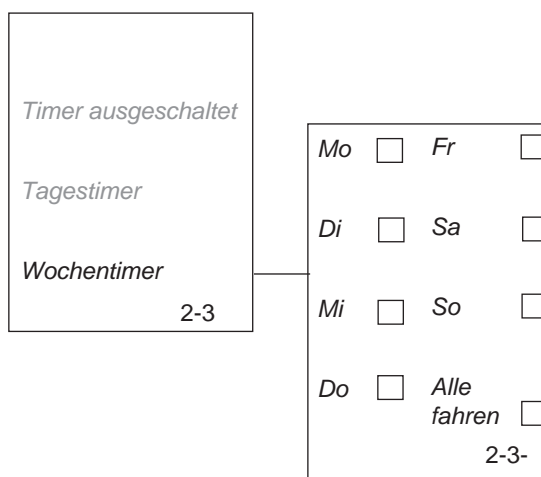 Timer ausgeschaltet
Tagestimer
Wochentimer
2-3
Mo Fr
Di Sa
Mi So
Do Alle
fahren
2-3-